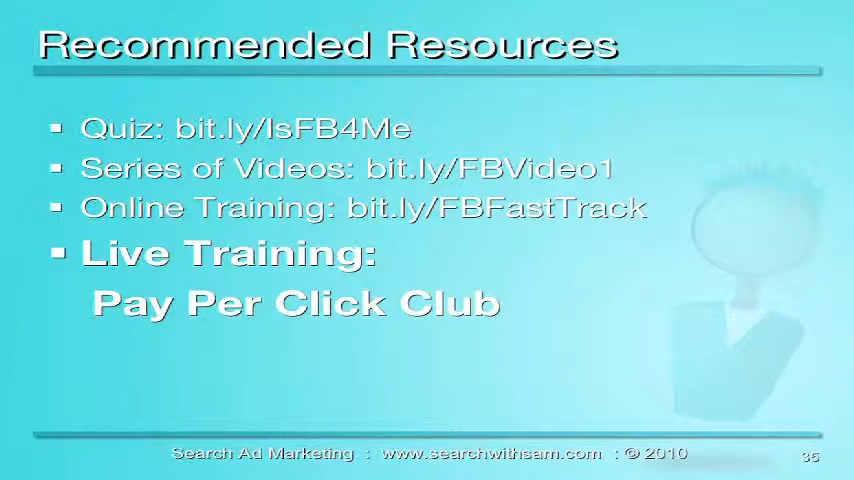 Recommended Resources
Quiz: bit.ly/IsFB4Me
Series of Videos: bit.ly/FBVideo1
Online Training: bit.ly/FBFastTrack
Live Training:
Pay Per Click Club
Search Ad Marketing : www.searchwithsam.com : © 2010
35